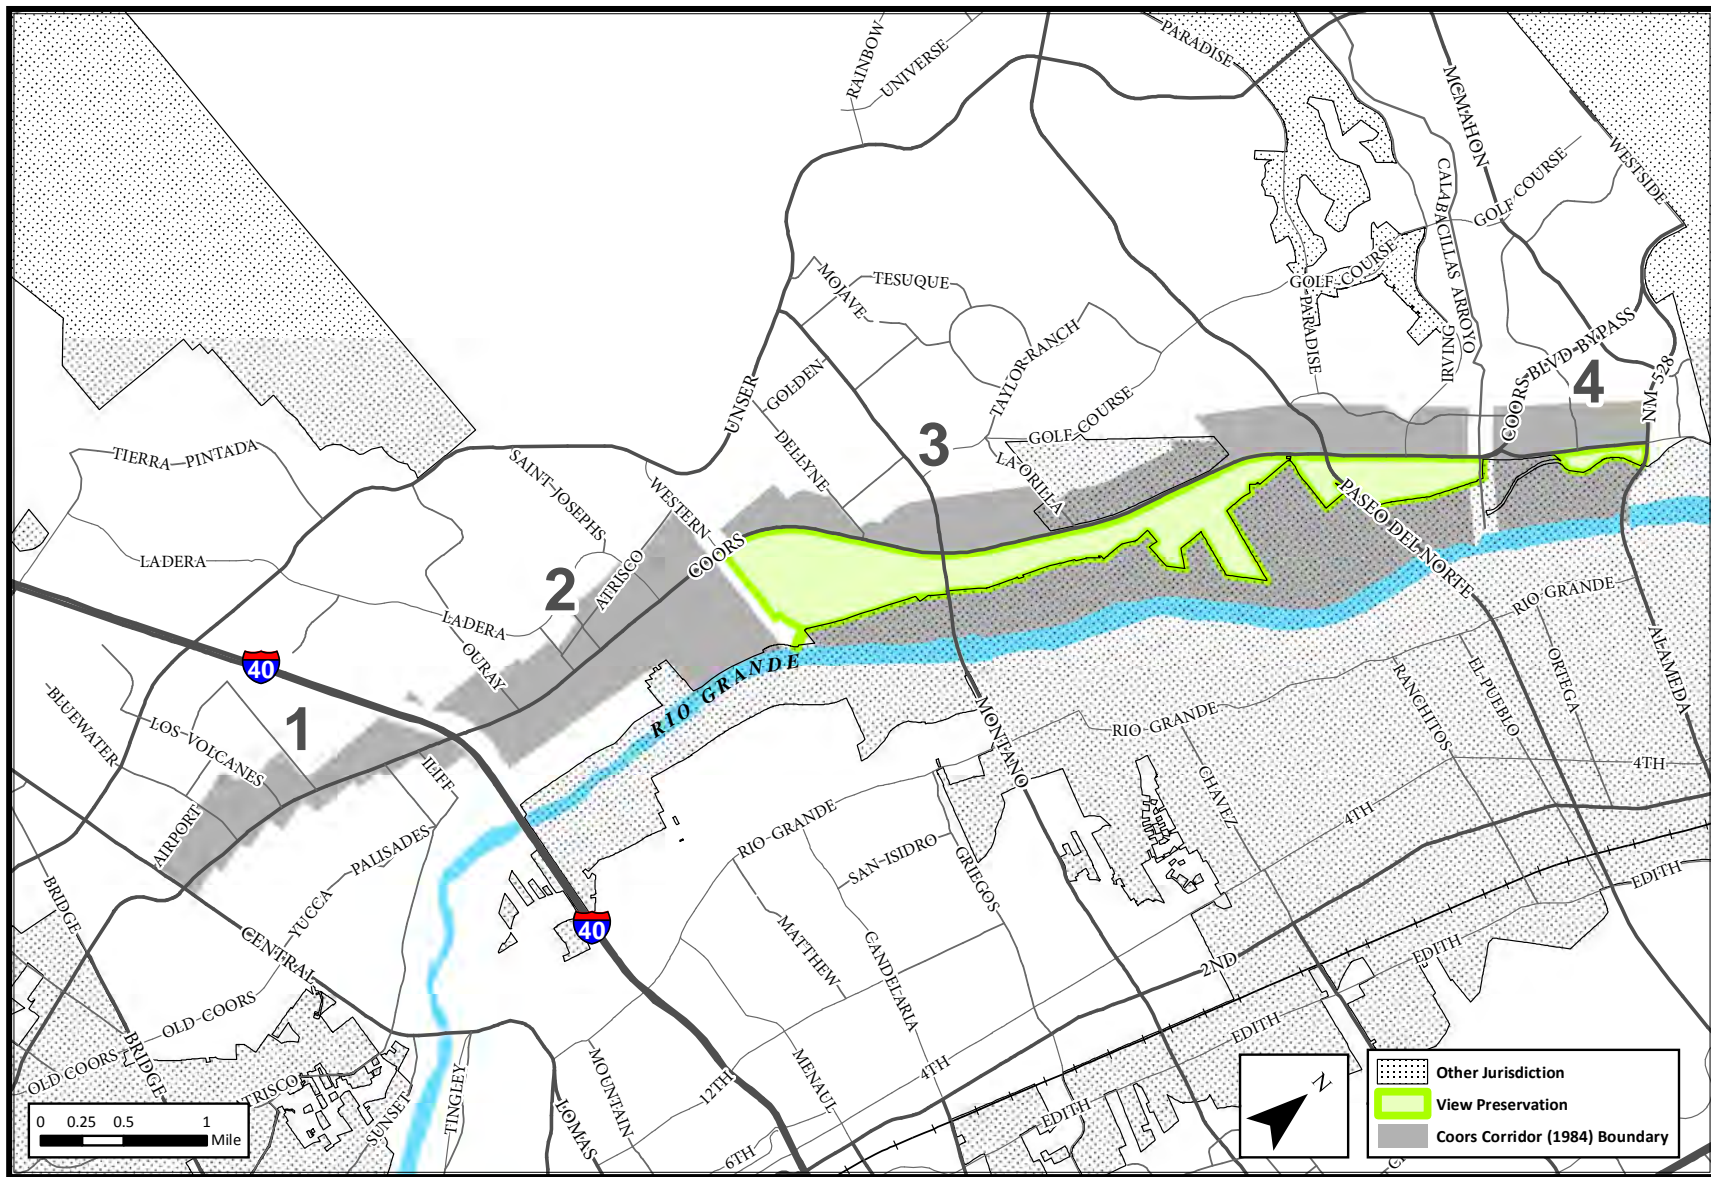 PARADISE
RAINBOW
UNIVERSE
MCMAHON
WESTSIDE
CALABACILLAS ARROYO
GOLF COURSE
GOLF COURSE
TESUQUE
MOJAVE
PARADISE
IRVING
COORS BLVD BYPASS
4
NM 528
TAYLOR RANCH
GOLDEN
UNSER
GOLF COURSE
3
LA ORILLA
DELLYNE
TIERRA PINTADA
SAINT JOSEPHS
WESTERN
COORS
PASEO DEL NORTE
LADERA
2
ATRISCO
LADERA
OURAY
RIO GRANDE
RIO GRANDE
40
1
BLUEWATER
LOS VOLCANES
ILIFF
AIRPORT
MONTANO
RIO GRANDE
RANCHITOS
EL PUEBLO
ORTEGA
ALAMEDA
4TH
CHAVEZ
4TH
RIO GRANDE
PALISADES
SAN ISIDRO
GRIEGOS
YUCCA
BRIDGE
CENTRAL
40
MATTHEW
CANDELARIA
2ND
EDITH
EDITH
OLD COORS
EDITH
OLD COORS
BRIDGE
ATRISCO
SUNSET
TINGLEY
LOMAS
MOUNTAIN
12TH
MENAUL
4TH
EDITH
6TH
N
0 0.25 0.5 1
Mile
Other Jurisdiction
View Preservation
Coors Corridor (1984) Boundary